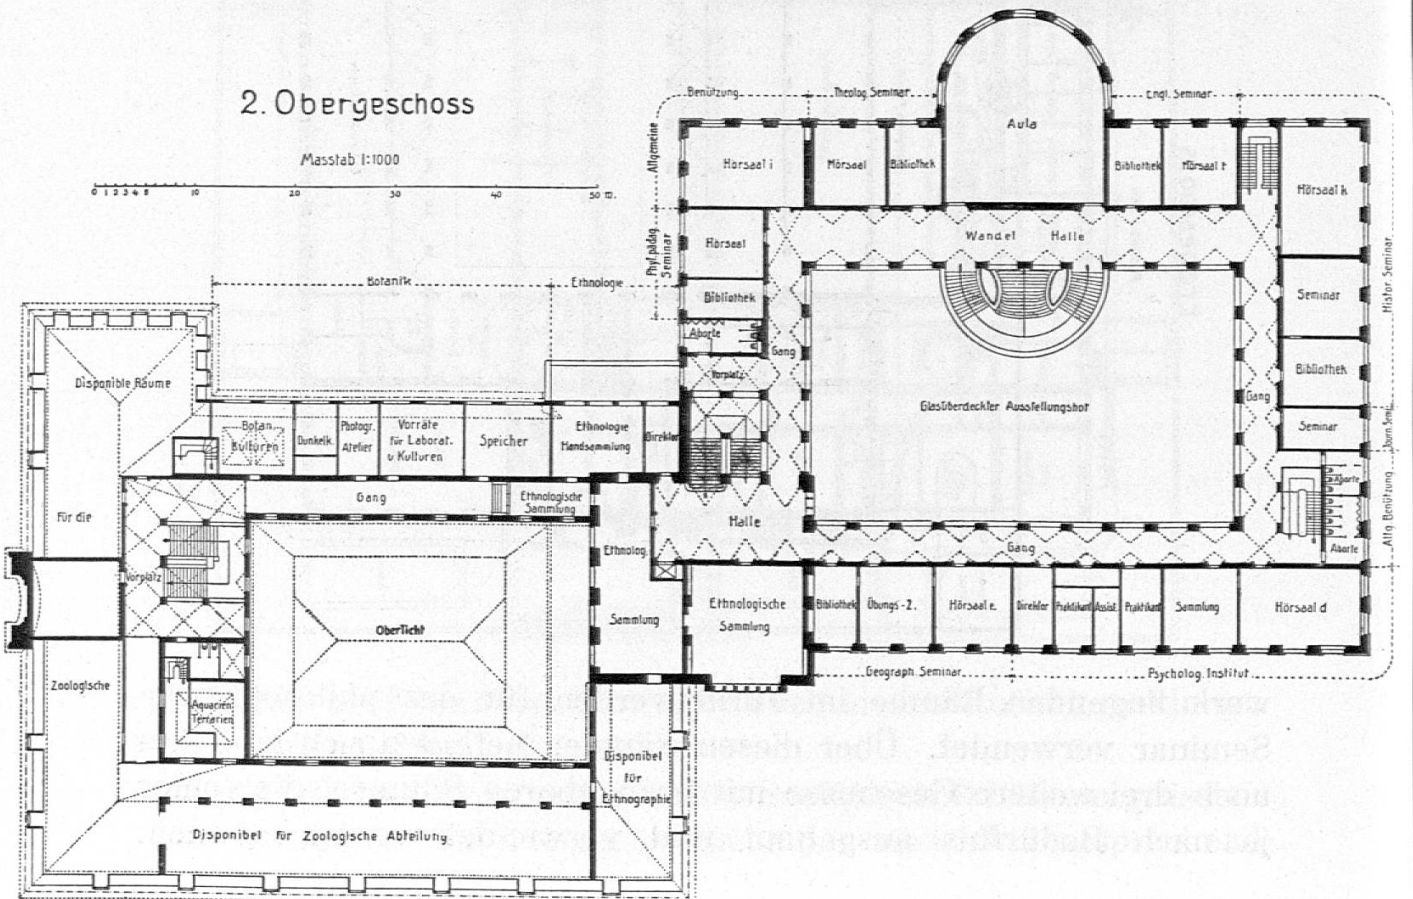 2. Obergeschoss
Masstab 1:1000
0 1 2 3 4 5 10 20 30 40 50 m.
Allgemeine Benützung
Theolog. Seminar
Engl. Seminar
Aula
Hörsaal i
Hörsaal
Bibliothek
Bibliothek
Hörsaal k
Phil. pädag.
Seminar
Hörsaal
Wandel Halle
Histor. Seminar
Botanik
Ethnologie
Bibliothek
Seminar
Aborte
Gang
Vorplatz
Bibliothek
Gang
Disponible Räume
Glasüberdeckter Ausstellungshof
Botan.
Kulturen
Dunkelk.
Photogr.
Atelier
Vorräte
für Laborat.
u Kulturen
Speicher
Ethnologie
Handsammlung
Direktor
Seminar
Journ. Sem.
Gang
Ethnologische
Sammlung
Aborte
Allg. Benützung
Für die
Halle
Ethnolog.
Sammlung
Gang
Aborte
Vorplatz
Ethnologische
Sammlung
Bibliothek
Übungs-Z.
Hörsaal e.
Direktor
Praktikant
Assist.
Praktikant
Sammlung
Hörsaal d
Oberlicht
Geograph. Seminar.
Psycholog. Institut.
Zoologische
Aquarien
Terrarien
Disponibel
für
Ethnographie
Disponibel für Zoologische Abteilung.